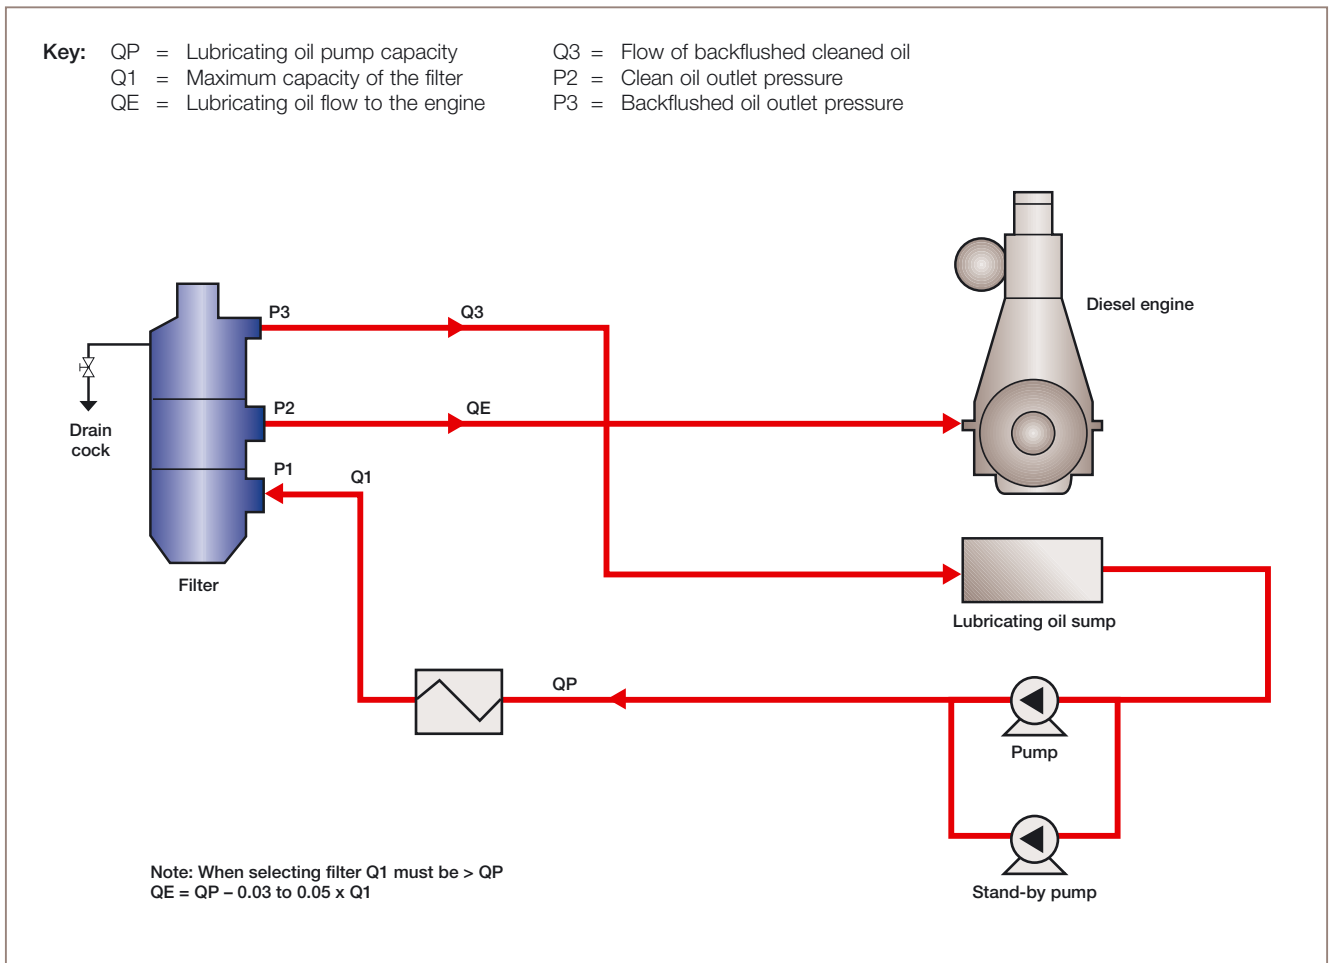 Key: QP = Lubricating oil pump capacity
Q1 = Maximum capacity of the filter
QE = Lubricating oil flow to the engine
Q3 = Flow of backflushed cleaned oil
P2 = Clean oil outlet pressure
P3 = Backflushed oil outlet pressure
Diesel engine
P3
Q3
P2
QE
Drain
cock
P1
Q1
Filter
Lubricating oil sump
QP
Pump
Stand-by pump
Note: When selecting filter Q1 must be > QP
QE = QP – 0.03 to 0.05 x Q1